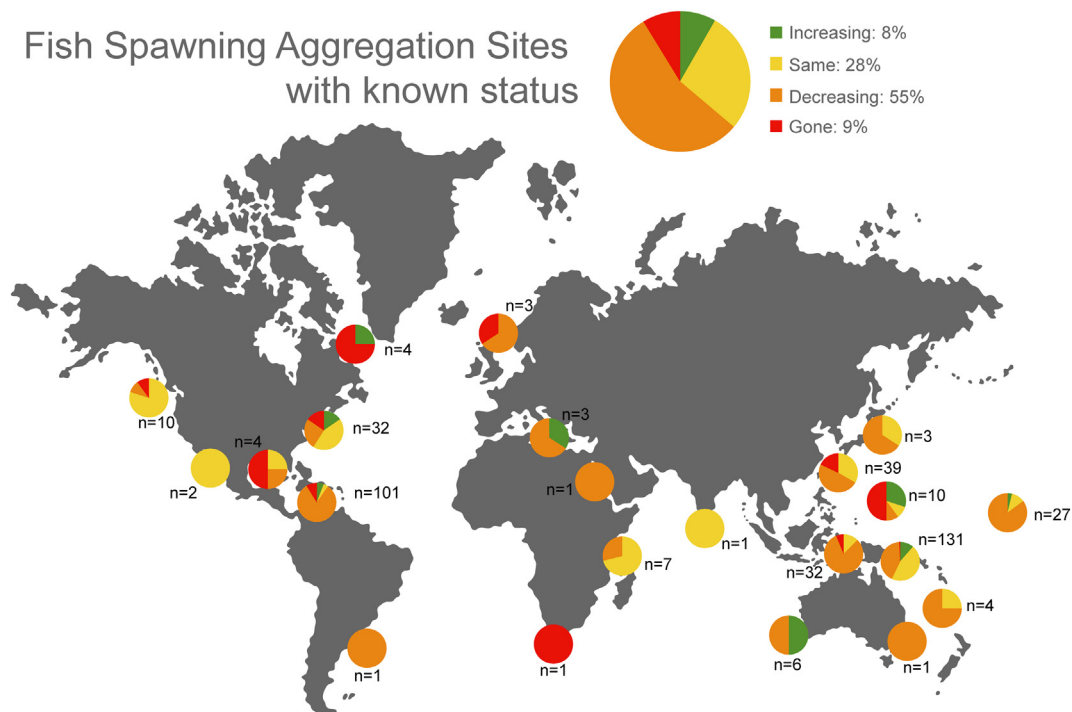 Fish Spawning Aggregation Sites
with known status
Increasing: 8%
Same: 28%
Decreasing: 55%
Gone: 9%
n=3
n=4
n=10
n=32
n=3
n=4
n=3
n=39
n=2
n=101
n=1
n=10
n=27
n=1
n=131
n=7
n=32
n=4
n=1
n=1
n=6
n=1